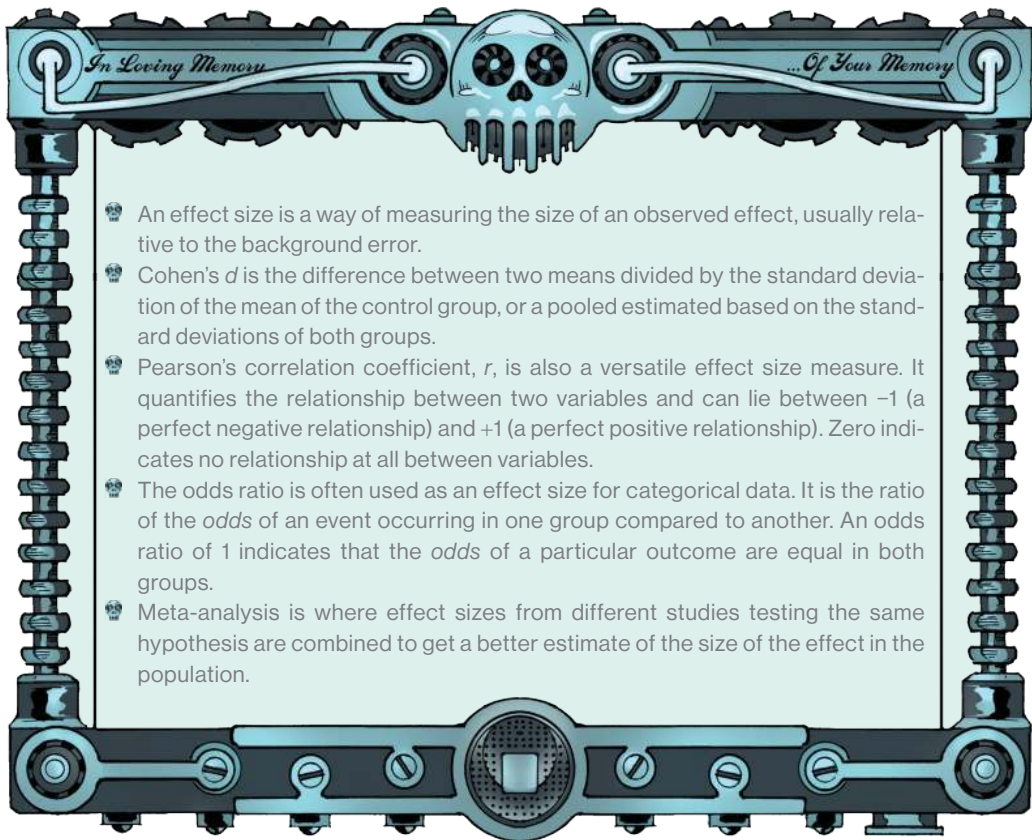 In Loving Memory
...Of Your Memory
An effect size is a way of measuring the size of an observed effect, usually rela-
tive to the background error.
Cohen's d is the difference between two means divided by the standard devia-
tion of the mean of the control group, or a pooled estimated based on the stand-
ard deviations of both groups.
Pearson's correlation coefficient, r, is also a versatile effect size measure. It
quantifies the relationship between two variables and can lie between −1 (a
perfect negative relationship) and +1 (a perfect positive relationship). Zero indi-
cates no relationship at all between variables.
The odds ratio is often used as an effect size for categorical data. It is the ratio
of the odds of an event occurring in one group compared to another. An odds
ratio of 1 indicates that the odds of a particular outcome are equal in both
groups.
Meta-analysis is where effect sizes from different studies testing the same
hypothesis are combined to get a better estimate of the size of the effect in the
population.